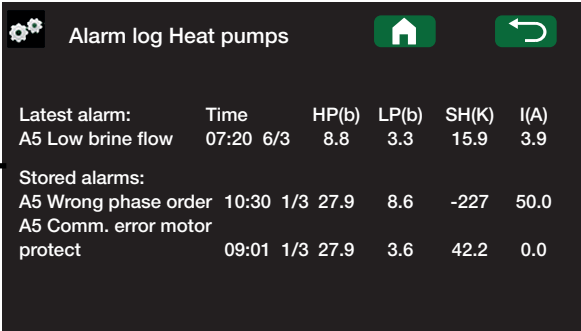 Alarm log Heat pumps
Latest alarm: Time HP(b) LP(b) SH(K) I(A)
A5 Low brine flow 07:20 6/3 8.8 3.3 15.9 3.9
Stored alarms:
A5 Wrong phase order 10:30 1/3 27.9 8.6 -227 50.0
A5 Comm. error motor
protect 09:01 1/3 27.9 3.6 42.2 0.0